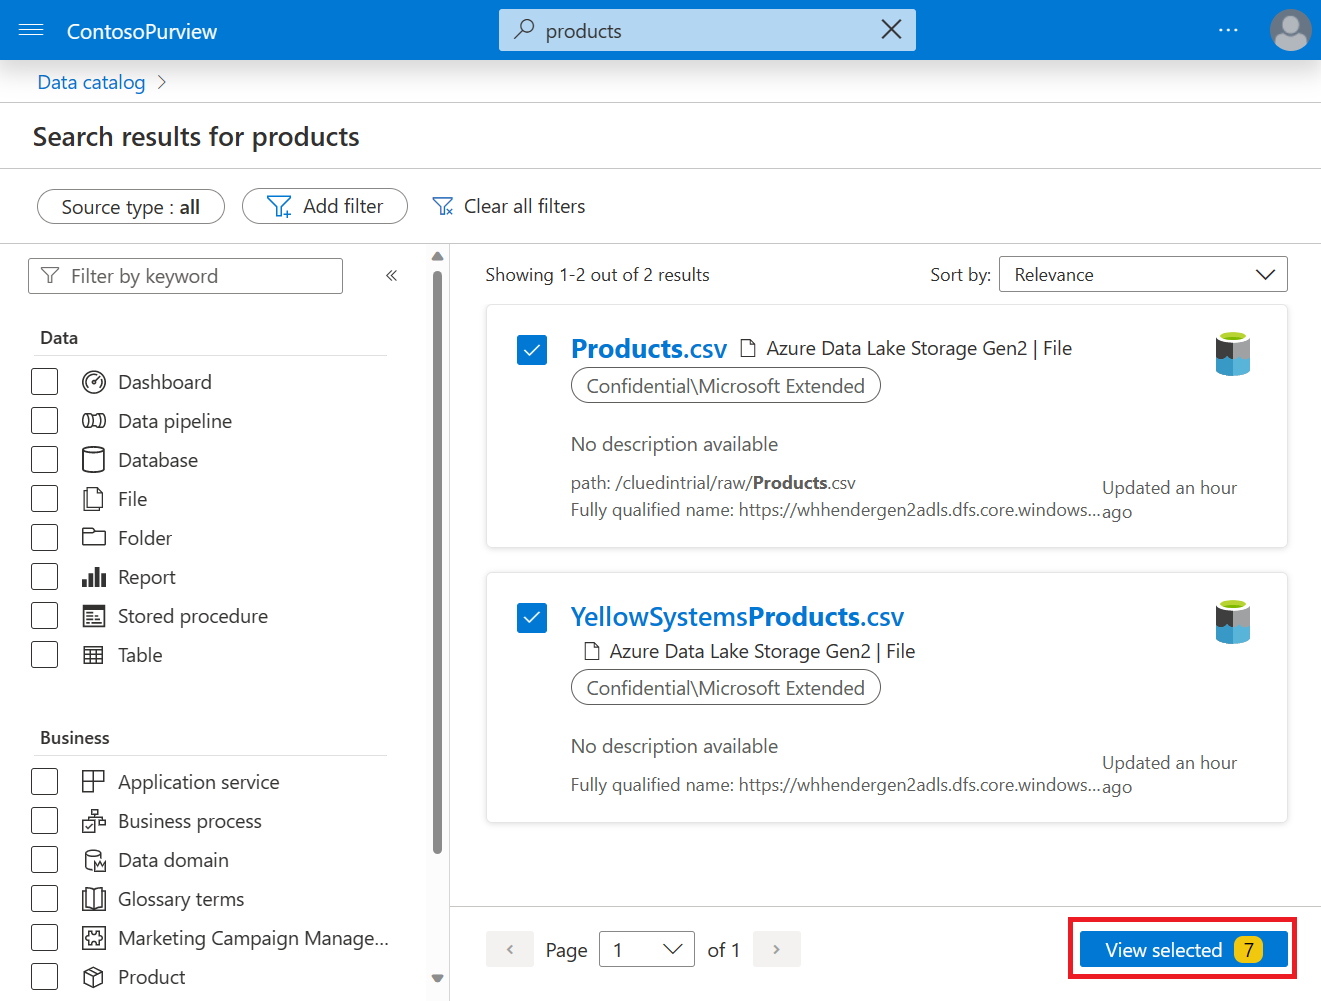 ContosoPurview
products
Data catalog
Search results for products
Source type : all
Add filter
Clear all filters
Filter by keyword
Data
Dashboard
Data pipeline
Database
File
Folder
Report
Stored procedure
Table
Business
Application service
Business process
Data domain
Glossary terms
Marketing Campaign Manage...
Product
Showing 1-2 out of 2 results
Sort by: Relevance
Products.csv Azure Data Lake Storage Gen2 | File
Confidential\Microsoft Extended
No description available
path: /cluedintrial/raw/Products.csv
Fully qualified name: https://whhendergen2adls.dfs.core.windows...
Updated an hour
ago
YellowSystemsProducts.csv
Azure Data Lake Storage Gen2 | File
Confidential\Microsoft Extended
No description available
Fully qualified name: https://whhendergen2adls.dfs.core.windows...
Updated an hour
ago
Page 1 of 1
View selected 7